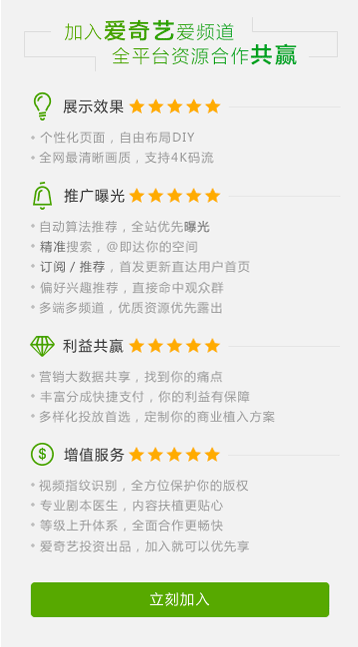 加入爱奇艺爱频道
全平台资源合作共赢
展示效果
个性化页面，自由布局DIY
全网最清晰画质，支持4K码流
推广曝光
自动算法推荐，全站优先曝光
精准搜索，@即达你的空间
订阅 / 推荐，首发更新直达用户首页
偏好兴趣推荐，直接命中观众群
多端多频道，优质资源优先露出
利益共赢
营销大数据共享，找到你的痛点
丰富分成快捷支付，你的利益有保障
多样化投放首选，定制你的商业植入方案
增值服务
视频指纹识别，全方位保护你的版权
专业剧本医生，内容扶植更贴心
等级上升体系，全面合作更畅快
爱奇艺投资出品，加入就可以优先享
立刻加入